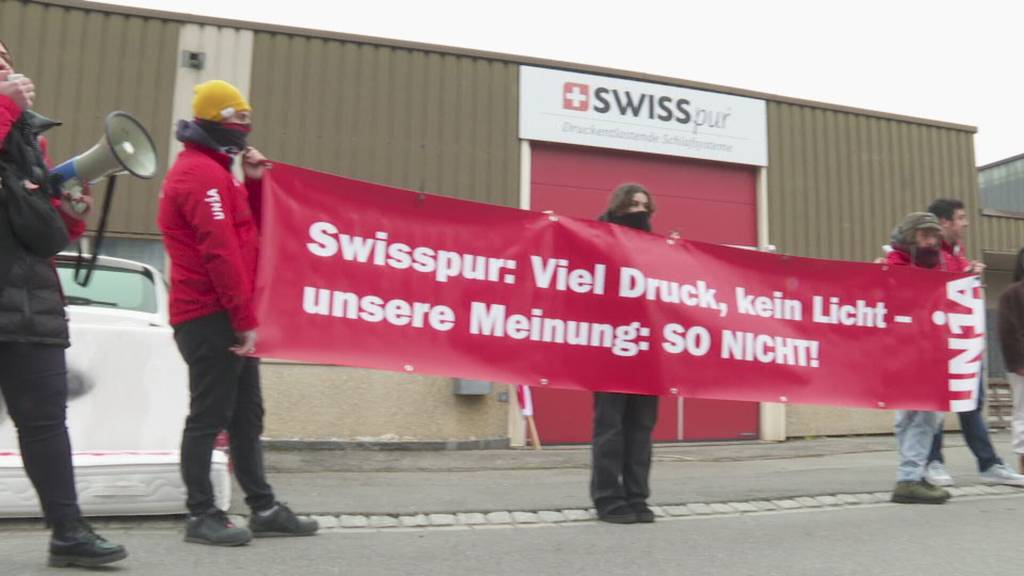 SWISSpur
Druckentlastende Schlafsysteme
UNiA
Swisspur: Viel Druck, kein Licht –
unsere Meinung: SO NICHT!
UNiA